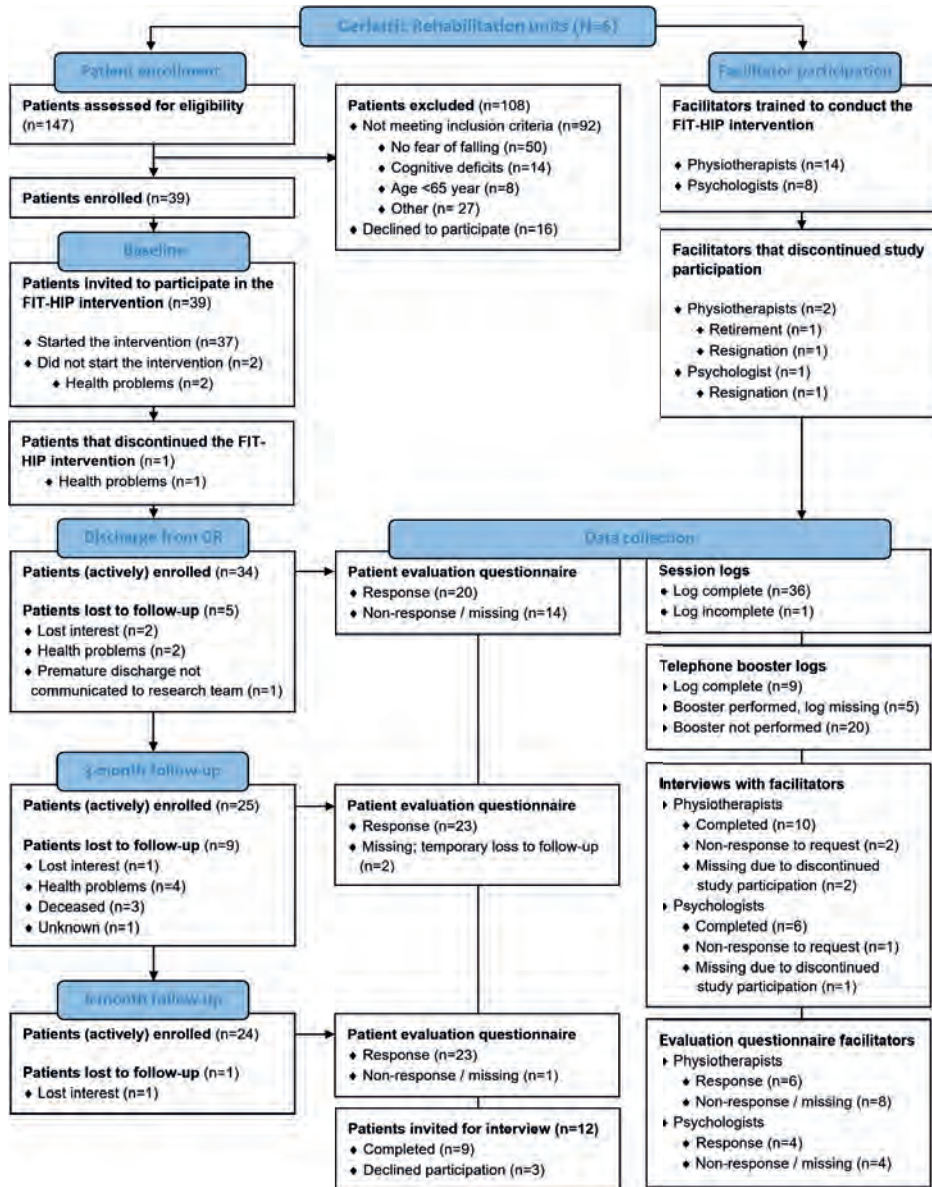 Geriatric Rehabilitation units (N=6)
Patient enrollment
Patients assessed for eligibility
(n=147)
Patients enrolled (n=39)
Patients excluded (n=108)
♦ Not meeting inclusion criteria (n=92)
♦ No fear of falling (n=50)
♦ Cognitive deficits (n=14)
♦ Age <65 year (n=8)
♦ Other (n= 27)
♦ Declined to participate (n=16)
Facilitator participation
Facilitators trained to conduct the
FIT-HIP intervention
♦ Physiotherapists (n=14)
♦ Psychologists (n=8)
Facilitators that discontinued study
participation
♦ Physiotherapists (n=2)
♦ Retirement (n=1)
♦ Resignation (n=1)
♦ Psychologist (n=1)
♦ Resignation (n=1)
Baseline
Patients invited to participate in the
FIT-HIP intervention (n=39)
♦ Started the intervention (n=37)
♦ Did not start the intervention (n=2)
♦ Health problems (n=2)
Patients that discontinued the FIT-
HIP intervention (n=1)
♦ Health problems (n=1)
Discharge from GR
Patients (actively) enrolled (n=34)
Patients lost to follow-up (n=5)
♦ Lost interest (n=2)
♦ Health problems (n=2)
♦ Premature discharge not
communicated to research team (n=1)
3-month follow-up
Patients (actively) enrolled (n=25)
Patients lost to follow-up (n=9)
♦ Lost interest (n=1)
♦ Health problems (n=4)
♦ Deceased (n=3)
♦ Unknown (n=1)
6-month follow-up
Patients (actively) enrolled (n=24)
Patients lost to follow-up (n=1)
♦ Lost interest (n=1)
Data collection
Patient evaluation questionnaire
♦ Response (n=20)
♦ Non-response / missing (n=14)
Patient evaluation questionnaire
♦ Response (n=23)
♦ Missing; temporary loss to follow-up
(n=2)
Patient evaluation questionnaire
♦ Response (n=23)
♦ Non-response / missing (n=1)
Patients invited for interview (n=12)
♦ Completed (n=9)
♦ Declined participation (n=3)
Session logs
♦ Log complete (n=36)
♦ Log incomplete (n=1)
Telephone booster logs
♦ Log complete (n=9)
♦ Booster performed, log missing (n=5)
♦ Booster not performed (n=20)
Interviews with facilitators
♦ Physiotherapists
♦ Completed (n=10)
♦ Non-response to request (n=2)
♦ Missing due to discontinued
study participation (n=2)
♦ Psychologists
♦ Completed (n=6)
♦ Non-response to request (n=1)
♦ Missing due to discontinued
study participation (n=1)
Evaluation questionnaire facilitators
♦ Physiotherapists
♦ Response (n=6)
♦ Non-response / missing (n=8)
♦ Psychologists
♦ Response (n=4)
♦ Non-response / missing (n=4)